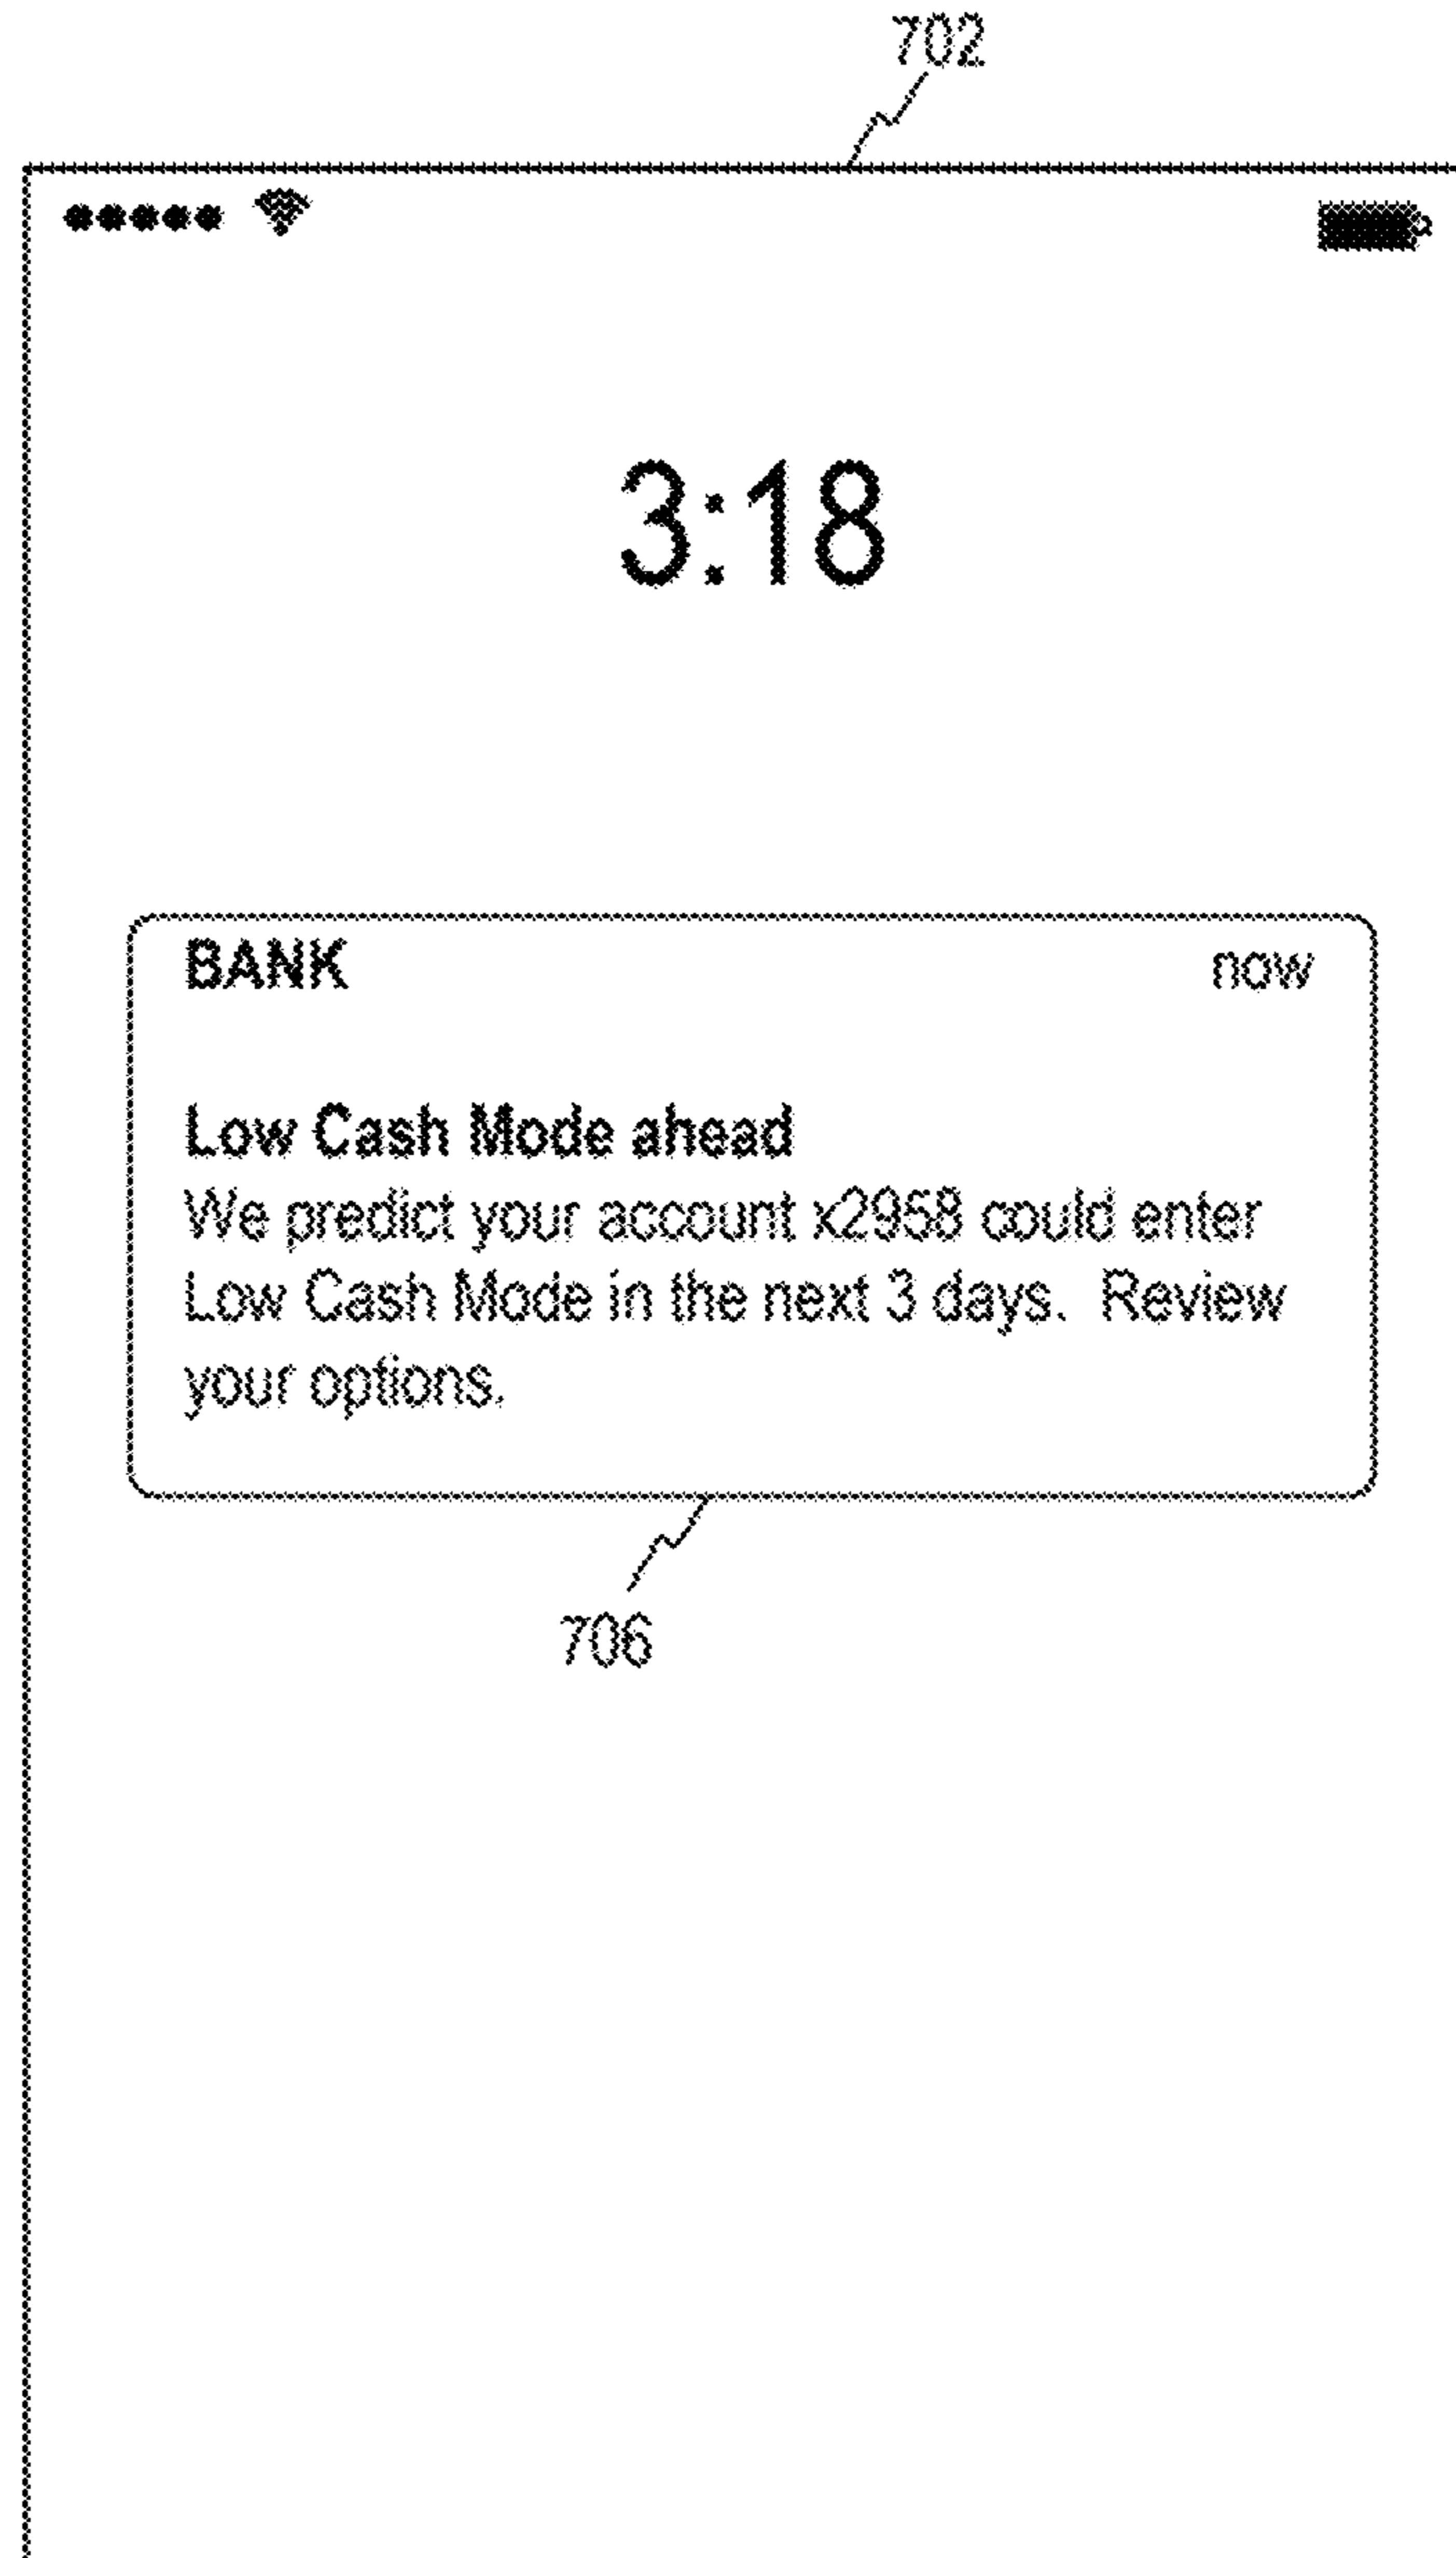 702
3:18
BANK now
Low Cash Mode ahead
We predict your account x2958 could enter
Low Cash Mode in the next 3 days. Review
your options.
706